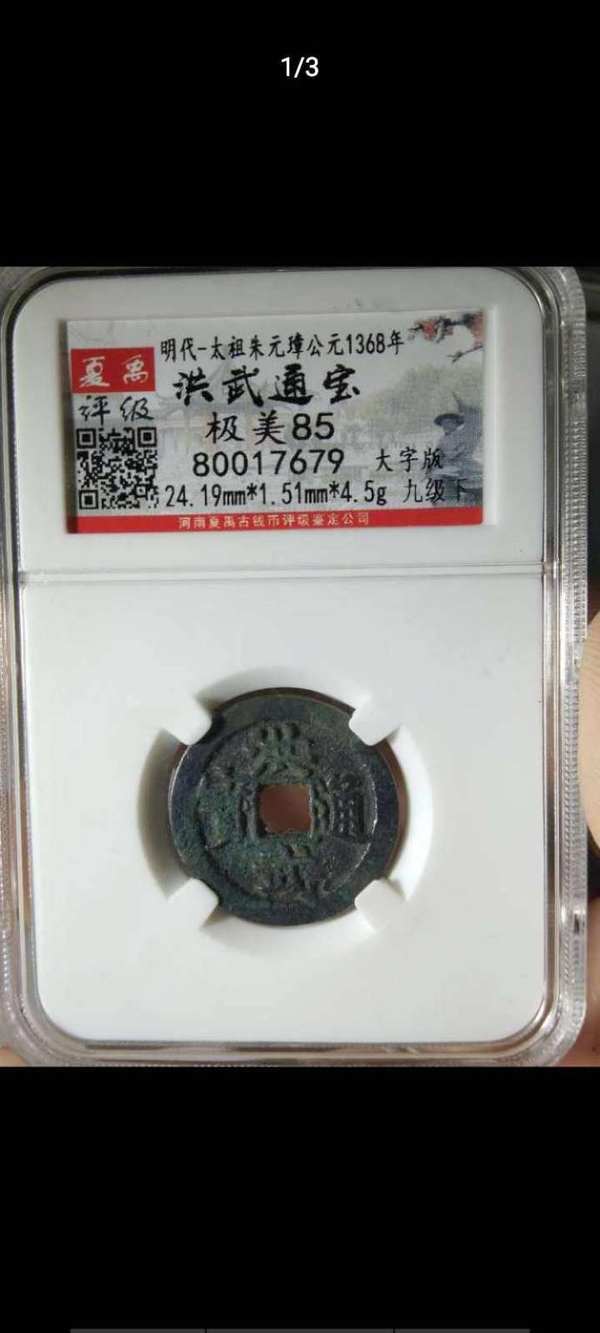 1/3
明代-太祖朱元璋公元1368年
夏禹
洪武通宝
评级
极美85
80017679 大字版
24.19mm*1.51mm*4.5g 九级下
河南夏禹古钱币评级鉴定公司
洪武通寳